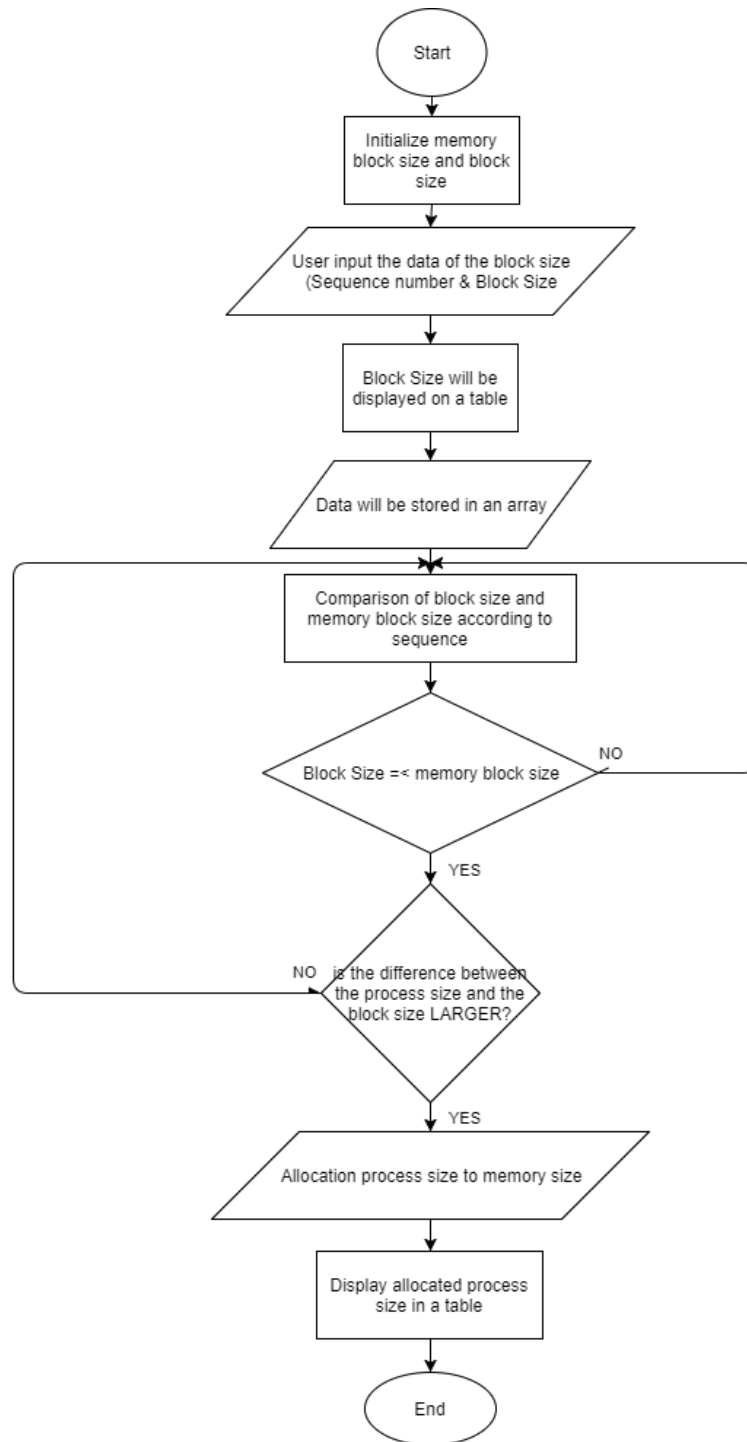 Start
Initialize memory
block size and block
size
User input the data of the block size
(Sequence number & Block Size
Block Size will be
displayed on a table
Data will be stored in an array
Comparison of block size and
memory block size according to
sequence
Block Size =< memory block size
NO
YES
NO
is the difference between
the process size and the
block size LARGER?
YES
Allocation process size to memory size
Display allocated process
size in a table
End